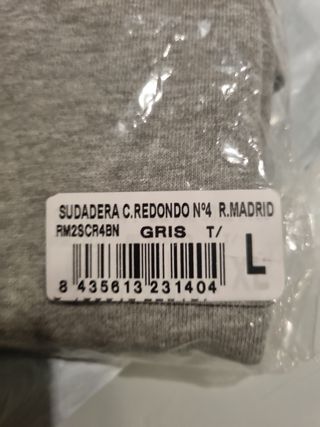 SUDADERA C.REDONDO Nº4 R.MADRID
RM2SCR4BN GRIS T/ L
8 435613 231404